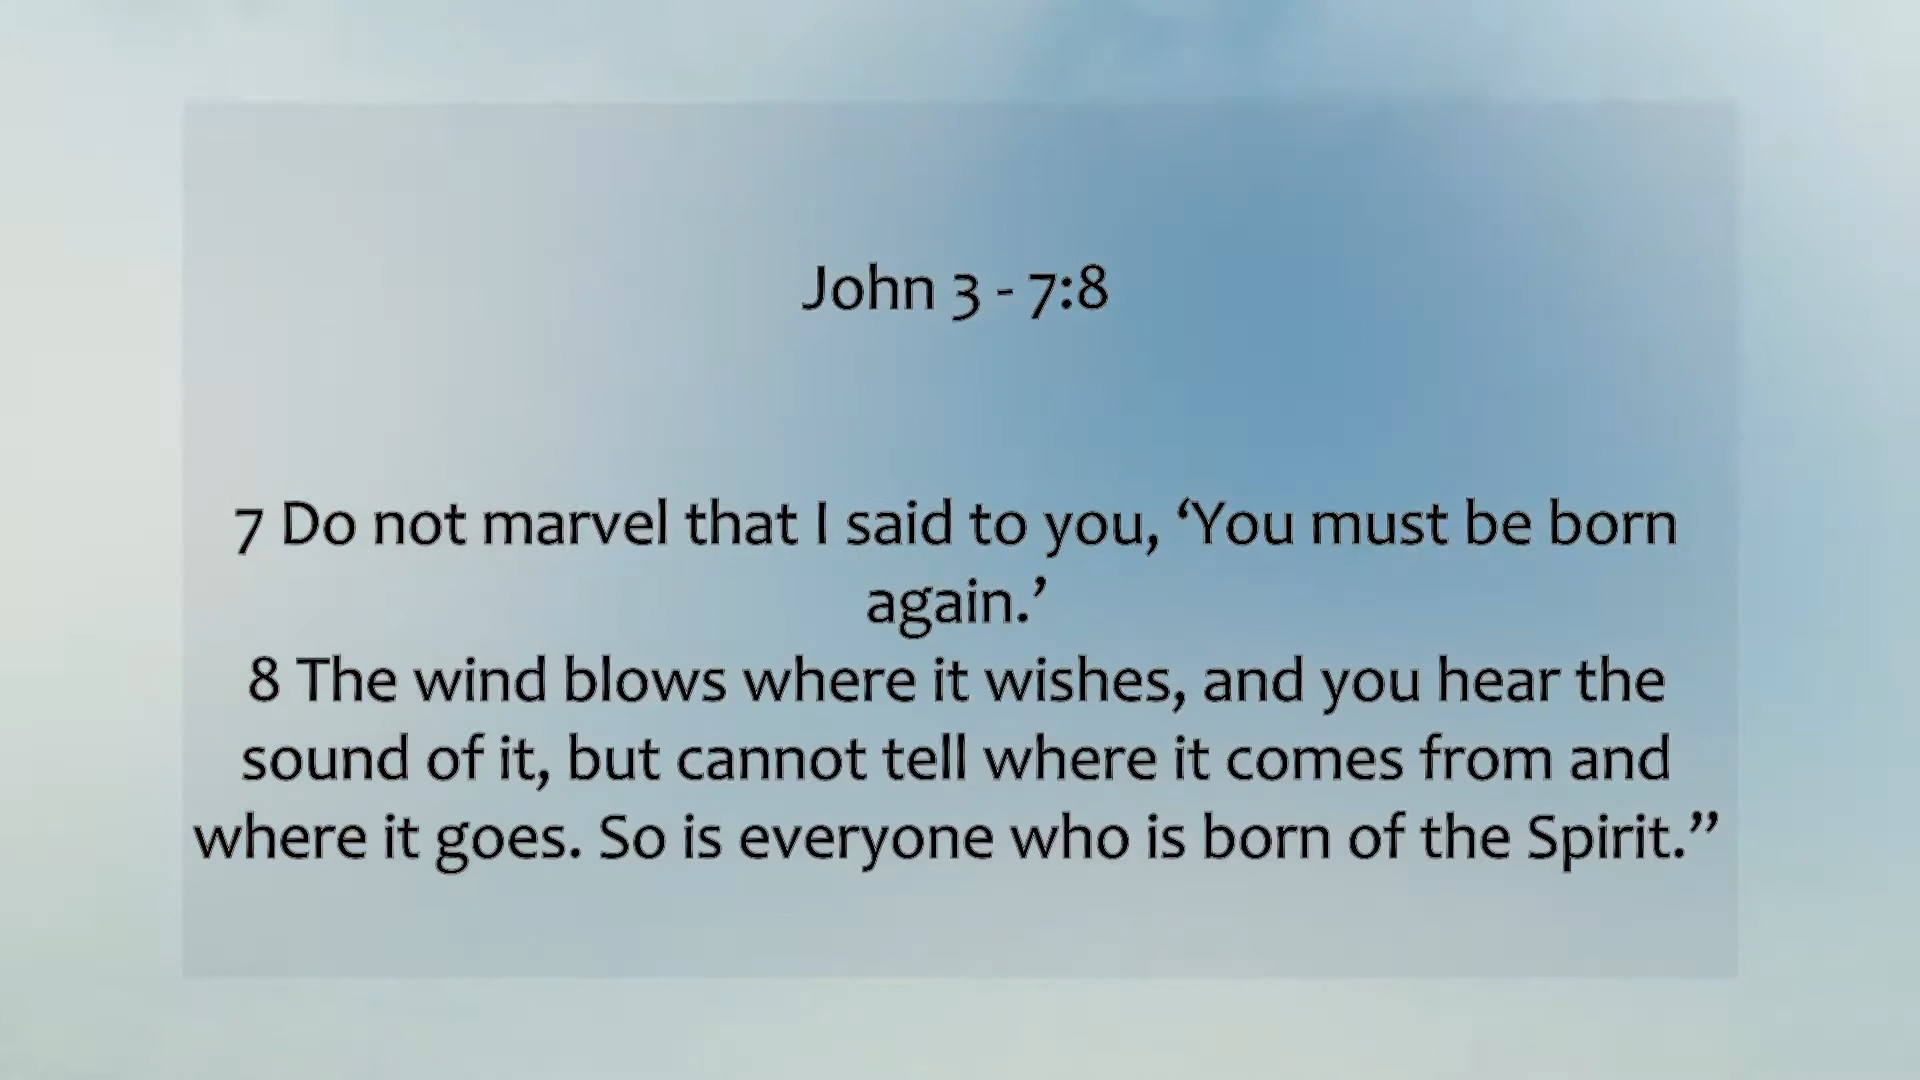 John 3 - 7:8
7 Do not marvel that I said to you, ‘You must be born
again.’
8 The wind blows where it wishes, and you hear the
sound of it, but cannot tell where it comes from and
where it goes. So is everyone who is born of the Spirit.”